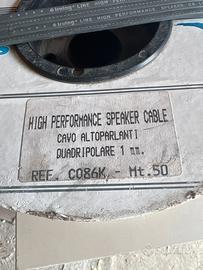 HIGH PERFORMANCE SPEAKER CABLE
CAVO ALTOPARLANTI
QUADRIPOLARE 1 mm.
REF. C086K - Mt.50